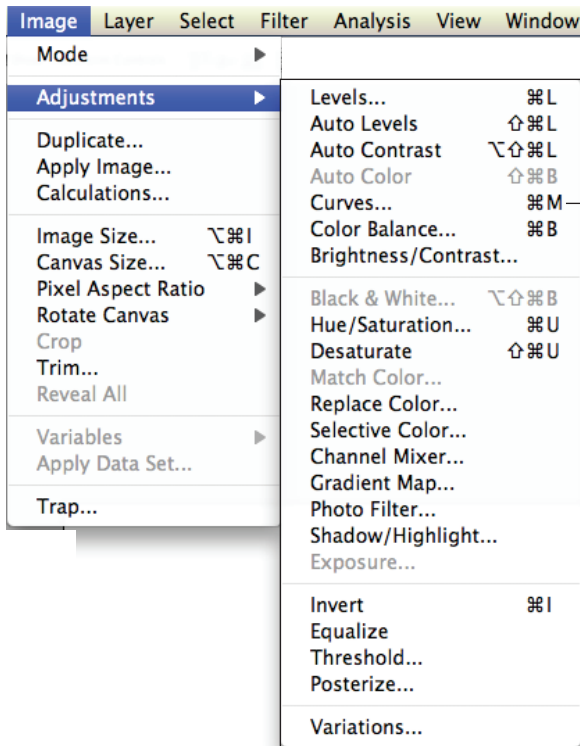 Image Layer Select Filter Analysis View Window
Mode ▶
Adjustments ▶
Duplicate...
Apply Image...
Calculations...
Image Size... ⌥⌘I
Canvas Size... ⌥⌘C
Pixel Aspect Ratio ▶
Rotate Canvas ▶
Crop
Trim...
Reveal All
Variables ▶
Apply Data Set...
Trap...
Levels... ⌘L
Auto Levels ⇧⌘L
Auto Contrast ⌥⇧⌘L
Auto Color ⇧⌘B
Curves... ⌘M
Color Balance... ⌘B
Brightness/Contrast...
Black & White... ⌥⇧⌘B
Hue/Saturation... ⌘U
Desaturate ⇧⌘U
Match Color...
Replace Color...
Selective Color...
Channel Mixer...
Gradient Map...
Photo Filter...
Shadow/Highlight...
Exposure...
Invert ⌘I
Equalize
Threshold...
Posterize...
Variations...